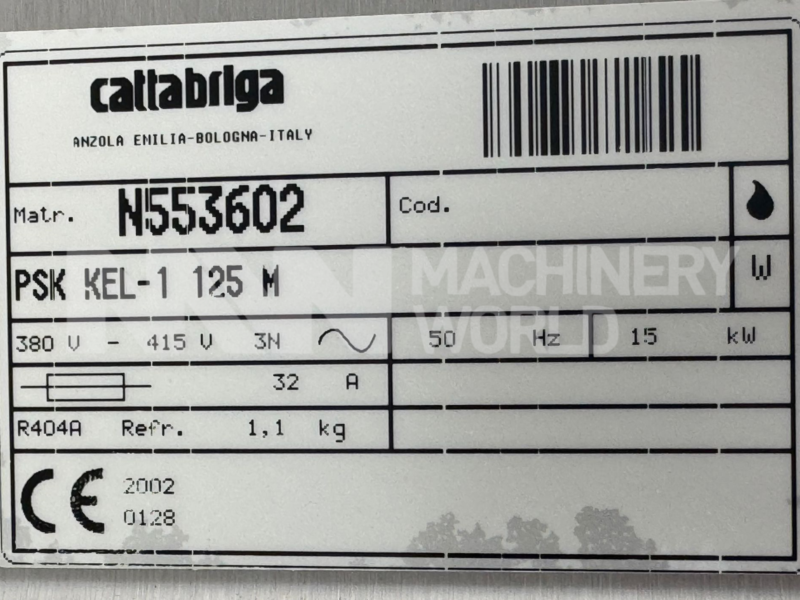 cattabriga
ANZOLA EMILIA-BOLOGNA-ITALY
Matr. N553602 Cod.
PSK KEL-1 125 M W
MACHINERY
WORLD
380 V - 415 V 3N 50 Hz 15 kW
32 A
R404A Refr. 1,1 kg
CE 2002
0128